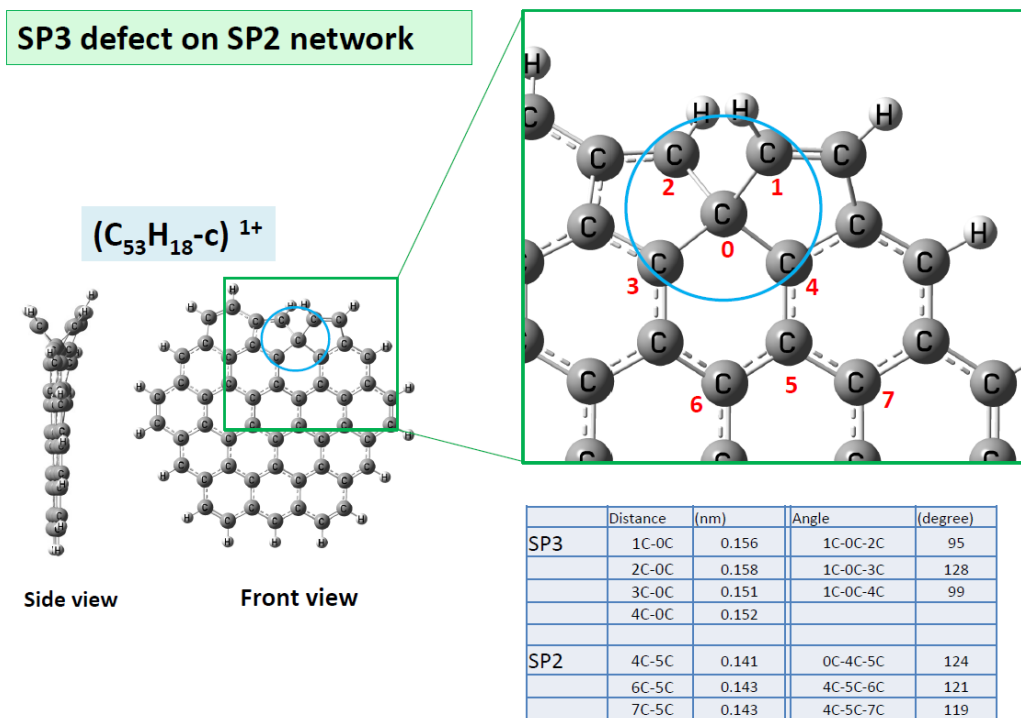 SP3 defect on SP2 network
(C53H18-c) 1+
Side view
Front view
H
H
H
H
H
C
C
C
C
C
2
1
C
0
C
C
C
C
C
3
4
C
C
C
C
C
C
C
C
C
6
5
7
C
C
C
C
Distance (nm) Angle (degree)
SP3 1C-0C 0.156 1C-0C-2C 95
2C-0C 0.158 1C-0C-3C 128
3C-0C 0.151 1C-0C-4C 99
4C-0C 0.152
SP2 4C-5C 0.141 0C-4C-5C 124
6C-5C 0.143 4C-5C-6C 121
7C-5C 0.143 4C-5C-7C 119